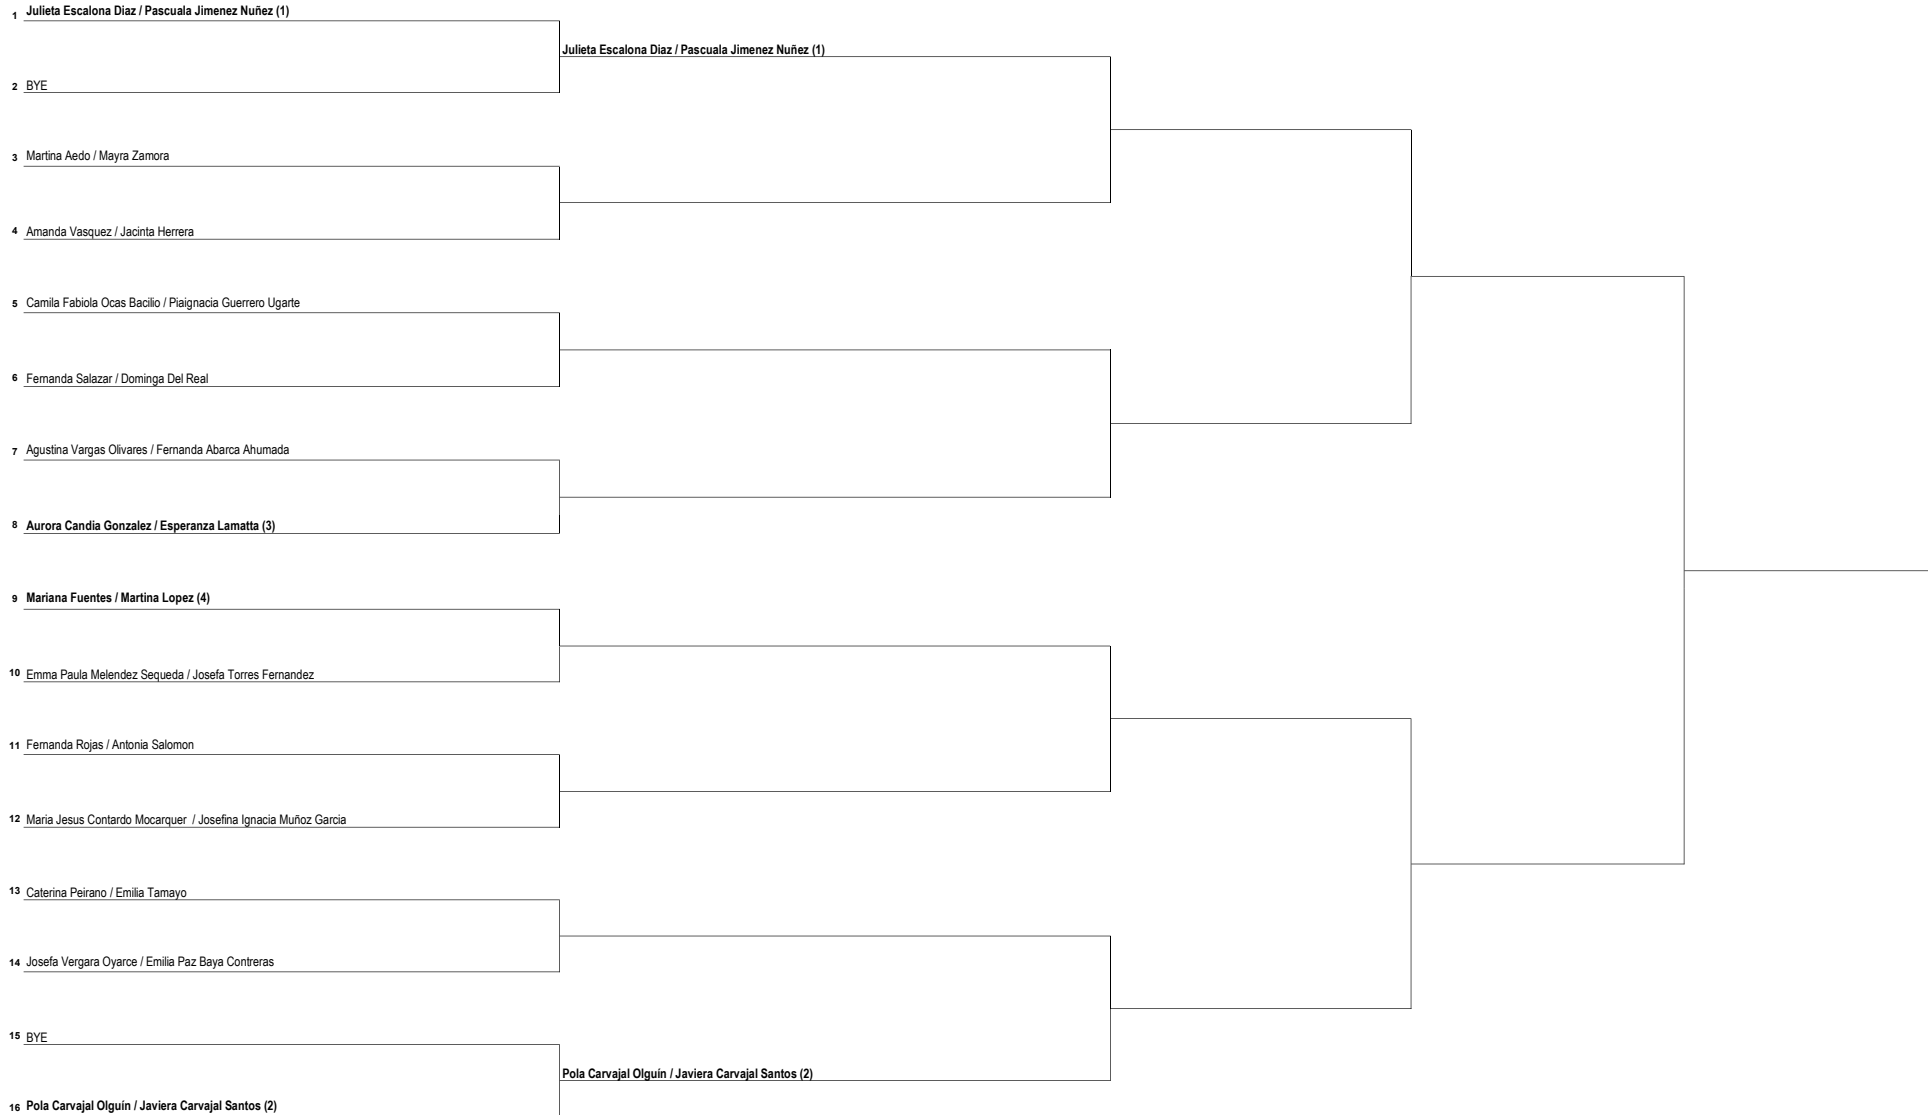 1 Julieta Escalona Diaz / Pascuala Jimenez Nuñez (1)
Julieta Escalona Diaz / Pascuala Jimenez Nuñez (1)
2 BYE
3 Martina Aedo / Mayra Zamora
4 Amanda Vasquez / Jacinta Herrera
5 Camila Fabiola Ocas Bacilio / Piaignacia Guerrero Ugarte
6 Fernanda Salazar / Dominga Del Real
7 Agustina Vargas Olivares / Fernanda Abarca Ahumada
8 Aurora Candia Gonzalez / Esperanza Lamatta (3)
9 Mariana Fuentes / Martina Lopez (4)
10 Emma Paula Melendez Sequeda / Josefa Torres Fernandez
11 Fernanda Rojas / Antonia Salomon
12 Maria Jesus Contardo Mocarquer / Josefina Ignacia Muñoz Garcia
13 Caterina Peirano / Emilia Tamayo
14 Josefa Vergara Oyarce / Emilia Paz Baya Contreras
15 BYE
Pola Carvajal Olguín / Javiera Carvajal Santos (2)
16 Pola Carvajal Olguín / Javiera Carvajal Santos (2)